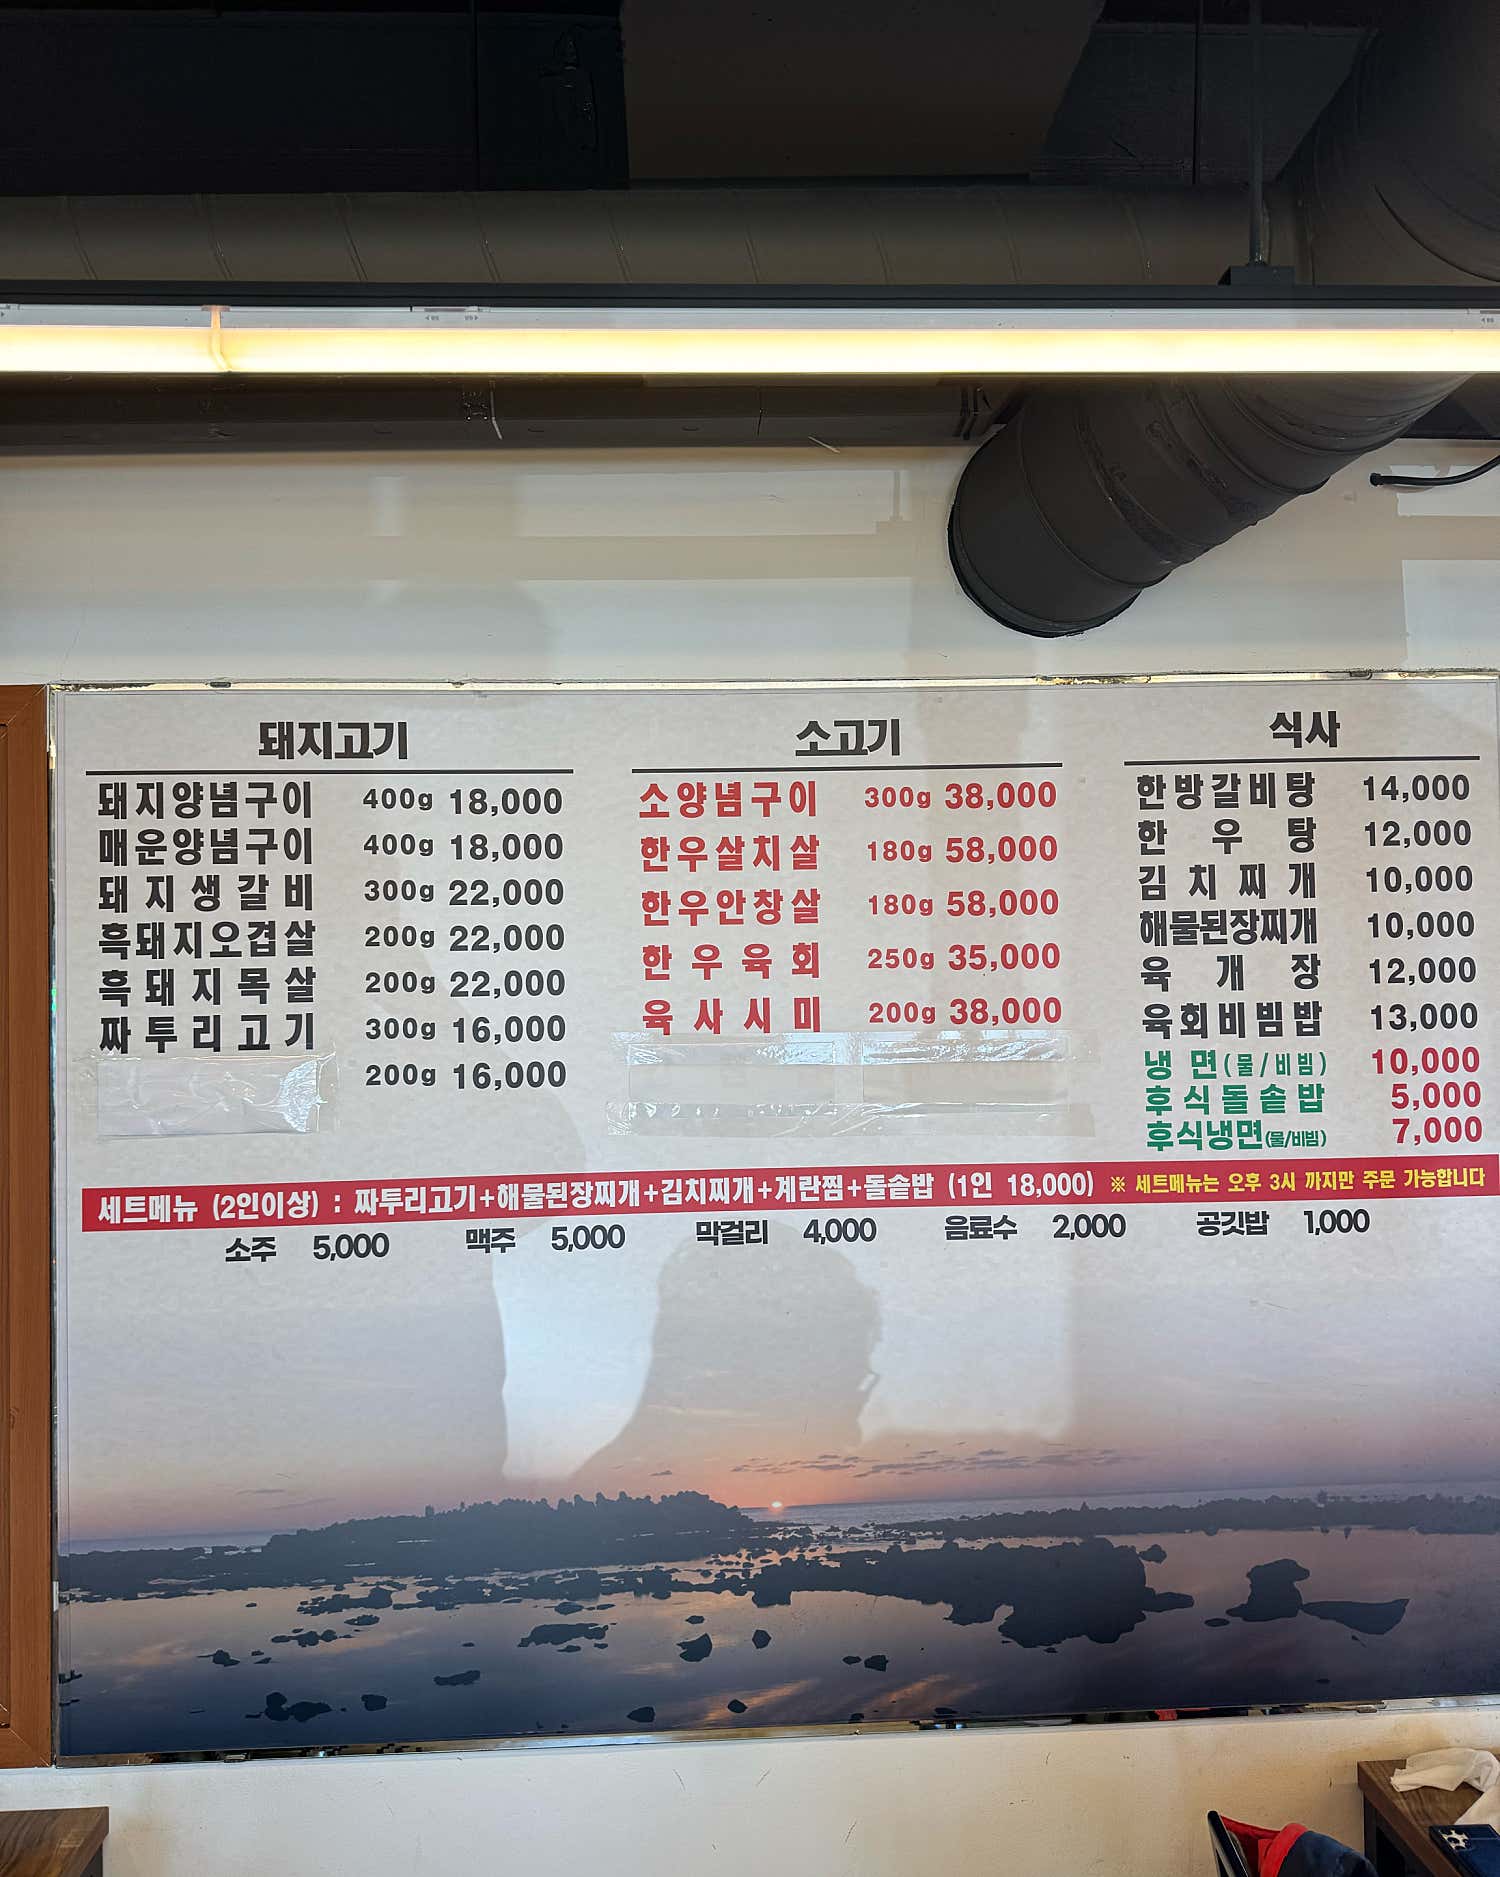 돼지고기
돼지양념구이 400g 18,000
매운양념구이 400g 18,000
돼지생갈비 300g 22,000
흑돼지오겹살 200g 22,000
흑돼지목살 200g 22,000
짜투리고기 300g 16,000
200g 16,000
소고기
소양념구이 300g 38,000
한우살치살 180g 58,000
한우안창살 180g 58,000
한우육회 250g 35,000
육사시미 200g 38,000
식사
한방갈비탕 14,000
한우탕 12,000
김치찌개 10,000
해물된장찌개 10,000
육개장 12,000
육회비빔밥 13,000
냉면(물/비빔) 10,000
후식돌솥밥 5,000
후식냉면(물/비빔) 7,000
세트메뉴 (2인이상) : 짜투리고기+해물된장찌개+김치찌개+계란찜+돌솥밥 (1인 18,000) ※ 세트메뉴는 오후 3시 까지만 주문 가능합니다
소주 5,000 맥주 5,000 막걸리 4,000 음료수 2,000 공깃밥 1,000